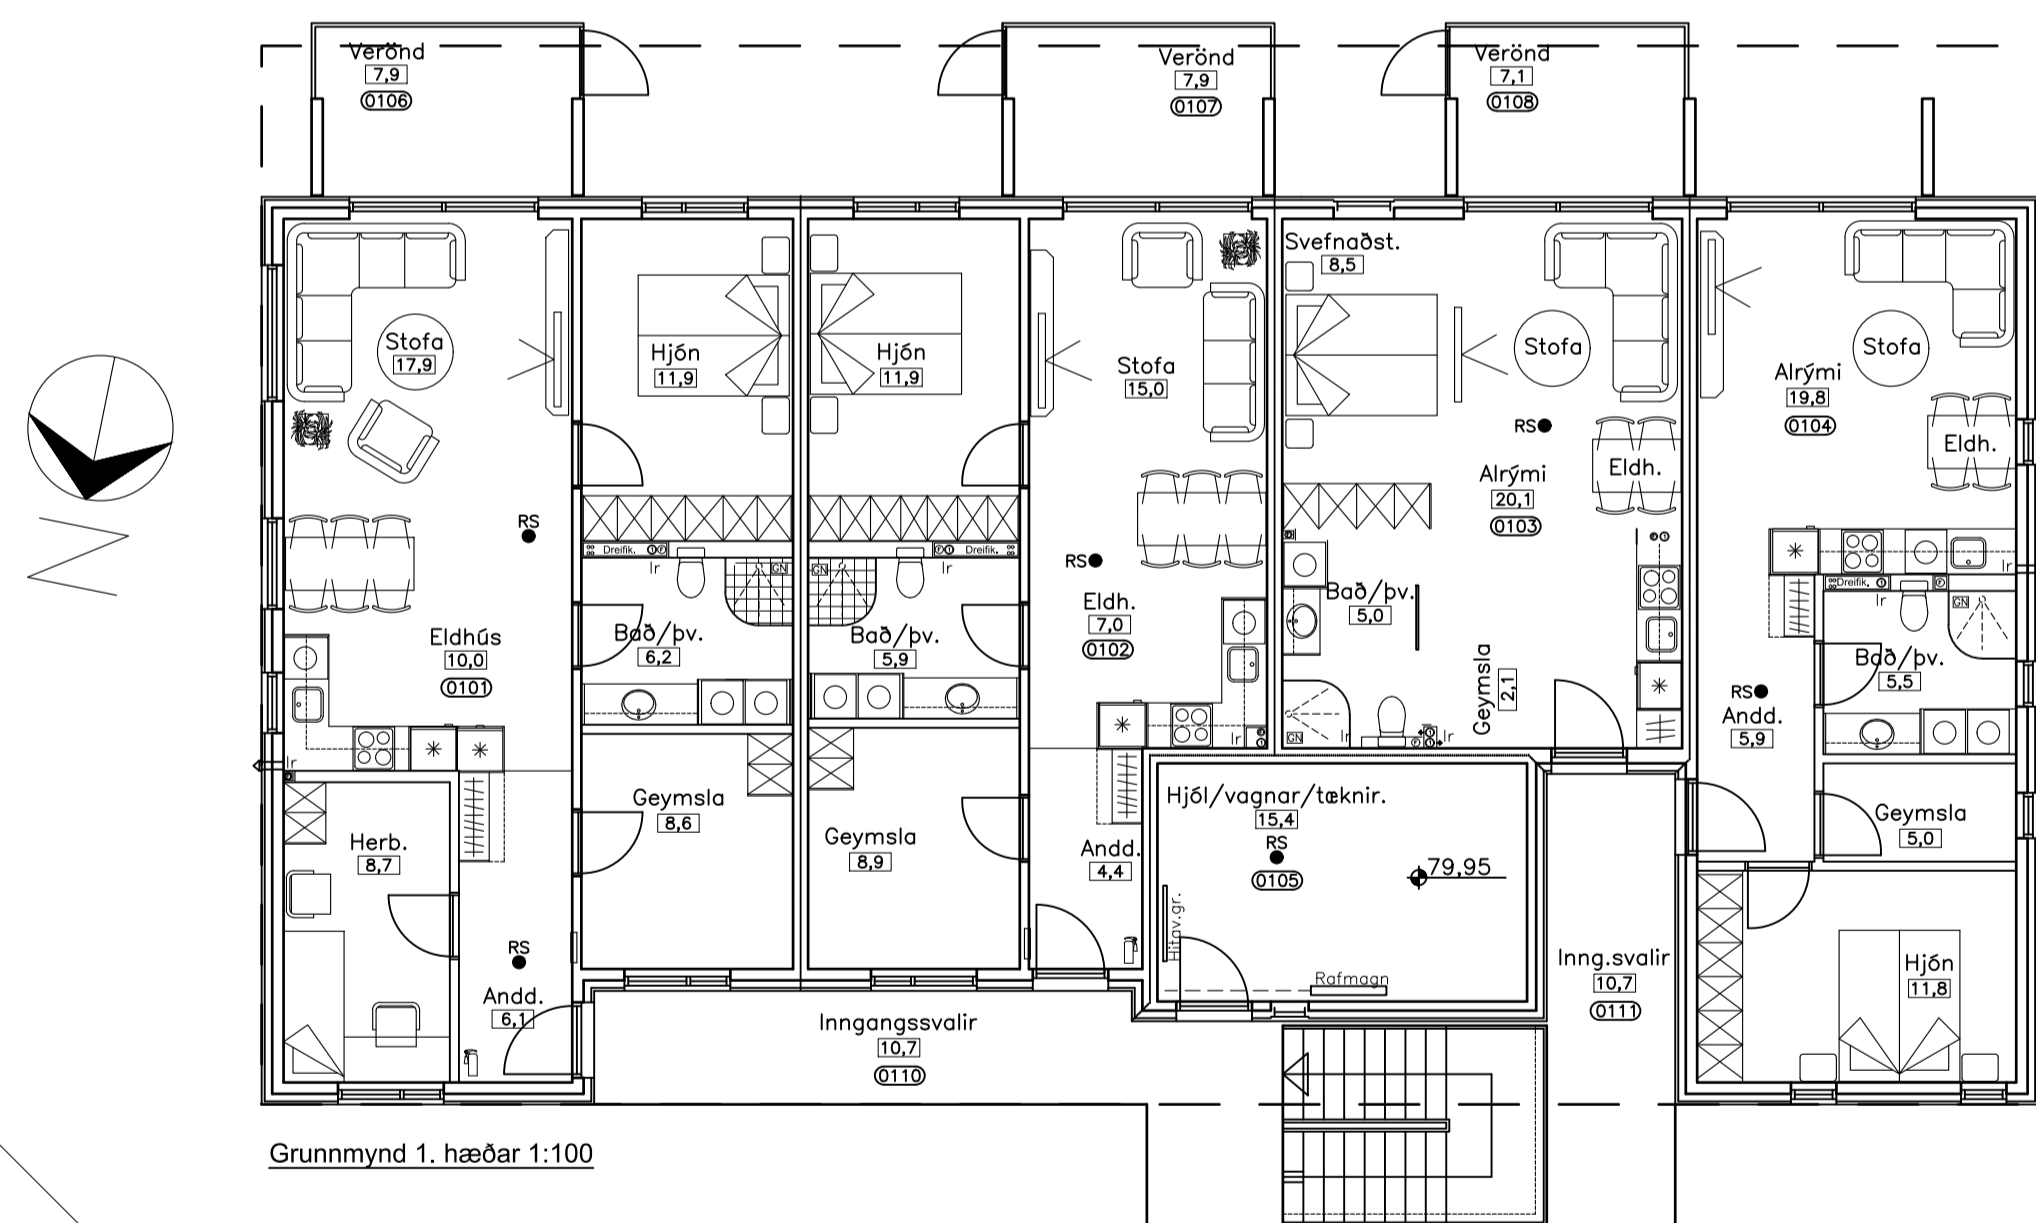 Verönd
7,9
0106
Verönd
7,9
0107
Verönd
7,1
0108
Stofa
17,9
Hjón
11,9
Hjón
11,9
Stofa
15,0
Svefnaðst.
8,5
Stofa
Alrými
19,8
0104
Stofa
Eldh.
RS
RS
Alrými
20,1
0103
Eldh.
RS
Dreifik.
Ir
GN
Dreifik.
Ir
GN
Eldhús
10,0
0101
Bað/þv.
6,2
Bað/þv.
5,9
Eldh.
7,0
0102
Bað/þv.
5,0
Geymsla
2,1
Dreifik.
Ir
Ir
GN
Bað/þv.
5,5
RS
Andd.
5,9
Ir
Ir
GN
Ir
Ir
Herb.
8,7
Geymsla
8,6
Geymsla
8,9
Andd.
4,4
Hjól/vagnar/tæknir.
15,4
RS
0105
79,95
Hitav.gr.
Rafmagn
Geymsla
5,0
RS
Andd.
6,1
Inngangssvalir
10,7
0110
Inng.svalir
10,7
0111
Hjón
11,8
Grunnmynd 1. hæðar 1:100